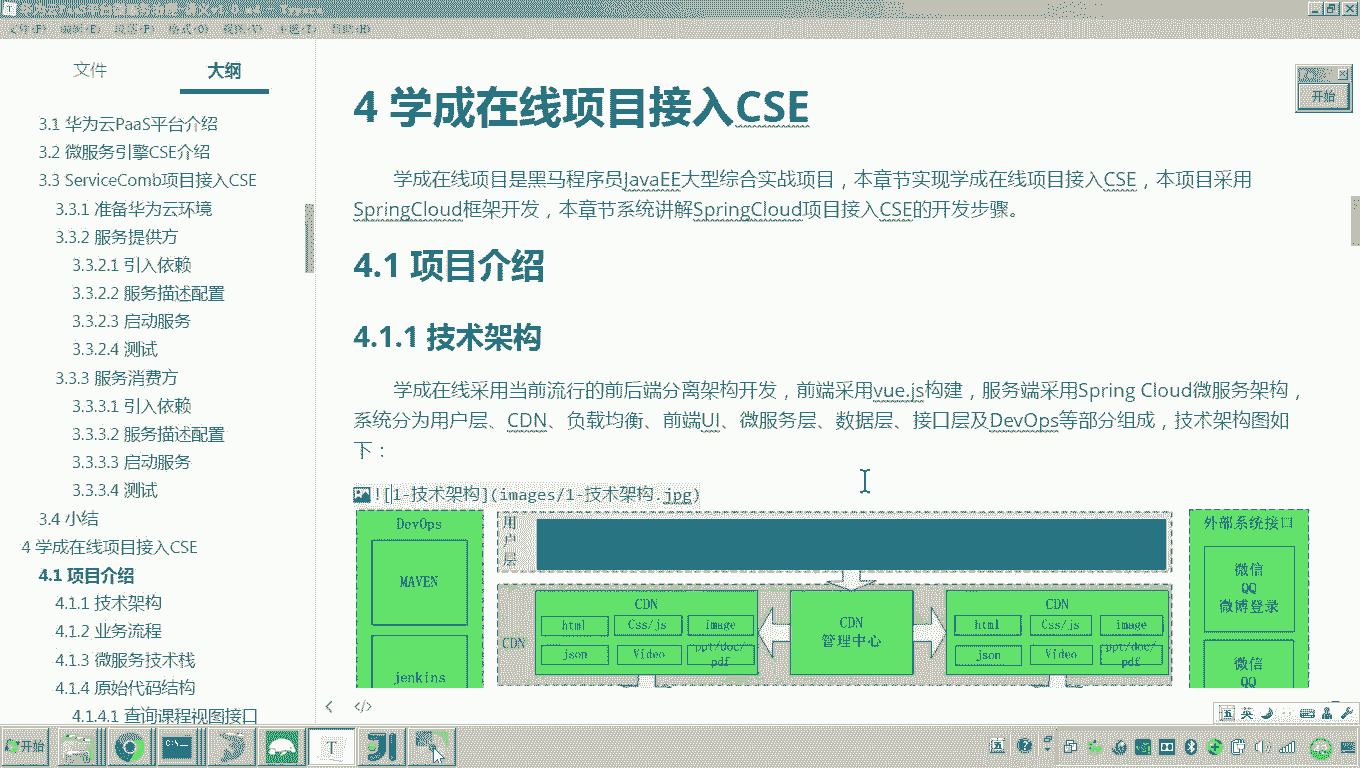 文件
大纲
3.1 华为云PaaS平台介绍
3.2 微服务引擎CSE介绍
3.3 ServiceComb项目接入CSE
3.3.1 准备华为云环境
3.3.2 服务提供方
3.3.2.1 引入依赖
3.3.2.2 服务描述配置
3.3.2.3 启动服务
3.3.2.4 测试
3.3.3 服务消费方
3.3.3.1 引入依赖
3.3.3.2 服务描述配置
3.3.3.3 启动服务
3.3.3.4 测试
3.4 小结
4 学成在线项目接入CSE
4.1 项目介绍
4.1.1 技术架构
4.1.2 业务流程
4.1.3 微服务技术栈
4.1.4 原始代码结构
4.1.4.1 查询课程视图接口
4 学成在线项目接入CSE
学成在线项目是黑马程序员JavaEE大型综合实战项目，本章节实现学成在线项目接入CSE，本项目采用
SpringCloud框架开发，本章节系统讲解SpringCloud项目接入CSE的开发步骤。
4.1 项目介绍
4.1.1 技术架构
学成在线采用当前流行的前后端分离架构开发，前端采用vue.js构建，服务端采用Spring Cloud微服务架构，
系统分为用户层、CDN、负载均衡、前端UI、微服务层、数据层、接口层及DevOps等部分组成，技术架构图如
下：
![1-技术架构](images/1-技术架构.jpg)
DevOps
MAVEN
jenkins
用户层
CDN
CDN
html
Css/js
image
json
Video
ppt/doc/
pdf
CDN
管理中心
CDN
html
Css/js
image
json
Video
ppt/doc/
pdf
外部系统接口
微信
QQ
微博登录
微信
QQ
开始
</>
五
英
开始
五